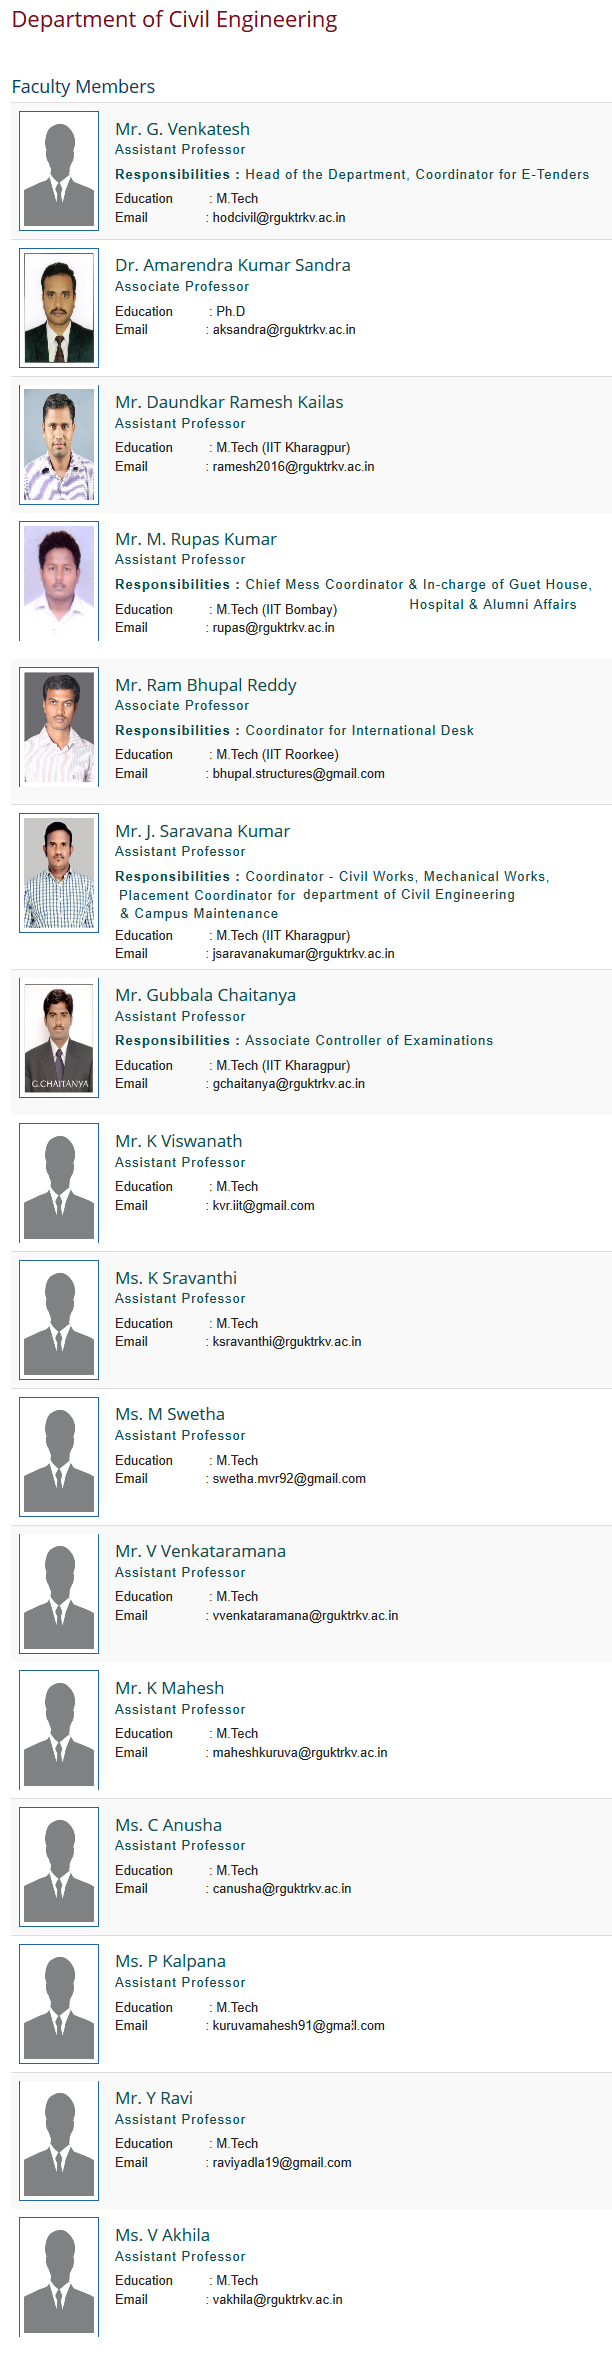 Department of Civil Engineering
Faculty Members
Mr. G. Venkatesh
Assistant Professor
Responsibilities : Head of the Department, Coordinator for E-Tenders
Education : M.Tech
Email : hodcivil@rguktrkv.ac.in
Dr. Amarendra Kumar Sandra
Associate Professor
Education : Ph.D
Email : aksandra@rguktrkv.ac.in
Mr. Daundkar Ramesh Kailas
Assistant Professor
Education : M.Tech (IIT Kharagpur)
Email : ramesh2016@rguktrkv.ac.in
Mr. M. Rupas Kumar
Assistant Professor
Responsibilities : Chief Mess Coordinator & In-charge of Guet House,
Hospital & Alumni Affairs
Education : M.Tech (IIT Bombay)
Email : rupas@rguktrkv.ac.in
Mr. Ram Bhupal Reddy
Associate Professor
Responsibilities : Coordinator for International Desk
Education : M.Tech (IIT Roorkee)
Email : bhupal.structures@gmail.com
Mr. J. Saravana Kumar
Assistant Professor
Responsibilities : Coordinator - Civil Works, Mechanical Works,
Placement Coordinator for department of Civil Engineering
& Campus Maintenance
Education : M.Tech (IIT Kharagpur)
Email : jsaravanakumar@rguktrkv.ac.in
Mr. Gubbala Chaitanya
Assistant Professor
Responsibilities : Associate Controller of Examinations
Education : M.Tech (IIT Kharagpur)
Email : gchaitanya@rguktrkv.ac.in
G.CHAITANYA
Mr. K Viswanath
Assistant Professor
Education : M.Tech
Email : kvr.iit@gmail.com
Ms. K Sravanthi
Assistant Professor
Education : M.Tech
Email : ksravanthi@rguktrkv.ac.in
Ms. M Swetha
Assistant Professor
Education : M.Tech
Email : swetha.mvr92@gmail.com
Mr. V Venkataramana
Assistant Professor
Education : M.Tech
Email : vvenkataramana@rguktrkv.ac.in
Mr. K Mahesh
Assistant Professor
Education : M.Tech
Email : maheshkuruva@rguktrkv.ac.in
Ms. C Anusha
Assistant Professor
Education : M.Tech
Email : canusha@rguktrkv.ac.in
Ms. P Kalpana
Assistant Professor
Education : M.Tech
Email : kuruvamahesh91@gmail.com
Mr. Y Ravi
Assistant Professor
Education : M.Tech
Email : raviyadla19@gmail.com
Ms. V Akhila
Assistant Professor
Education : M.Tech
Email : vakhila@rguktrkv.ac.in